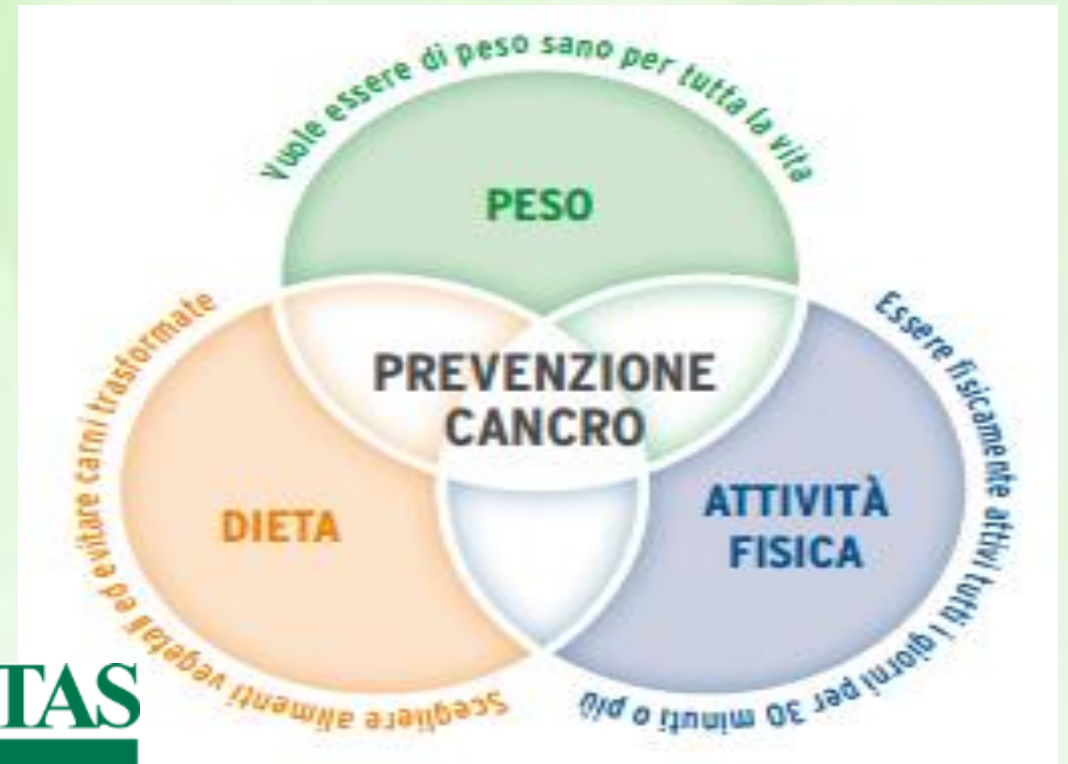 Vuole essere di peso sano per tutta la vita
PESO
PREVENZIONE
CANCRO
DIETA
Scegliere alimenti vegetali ed evitare carni trasformate
ATTIVITÀ
FISICA
Essere fisicamente attivi tutti i giorni per 30 minuti o più
TAS